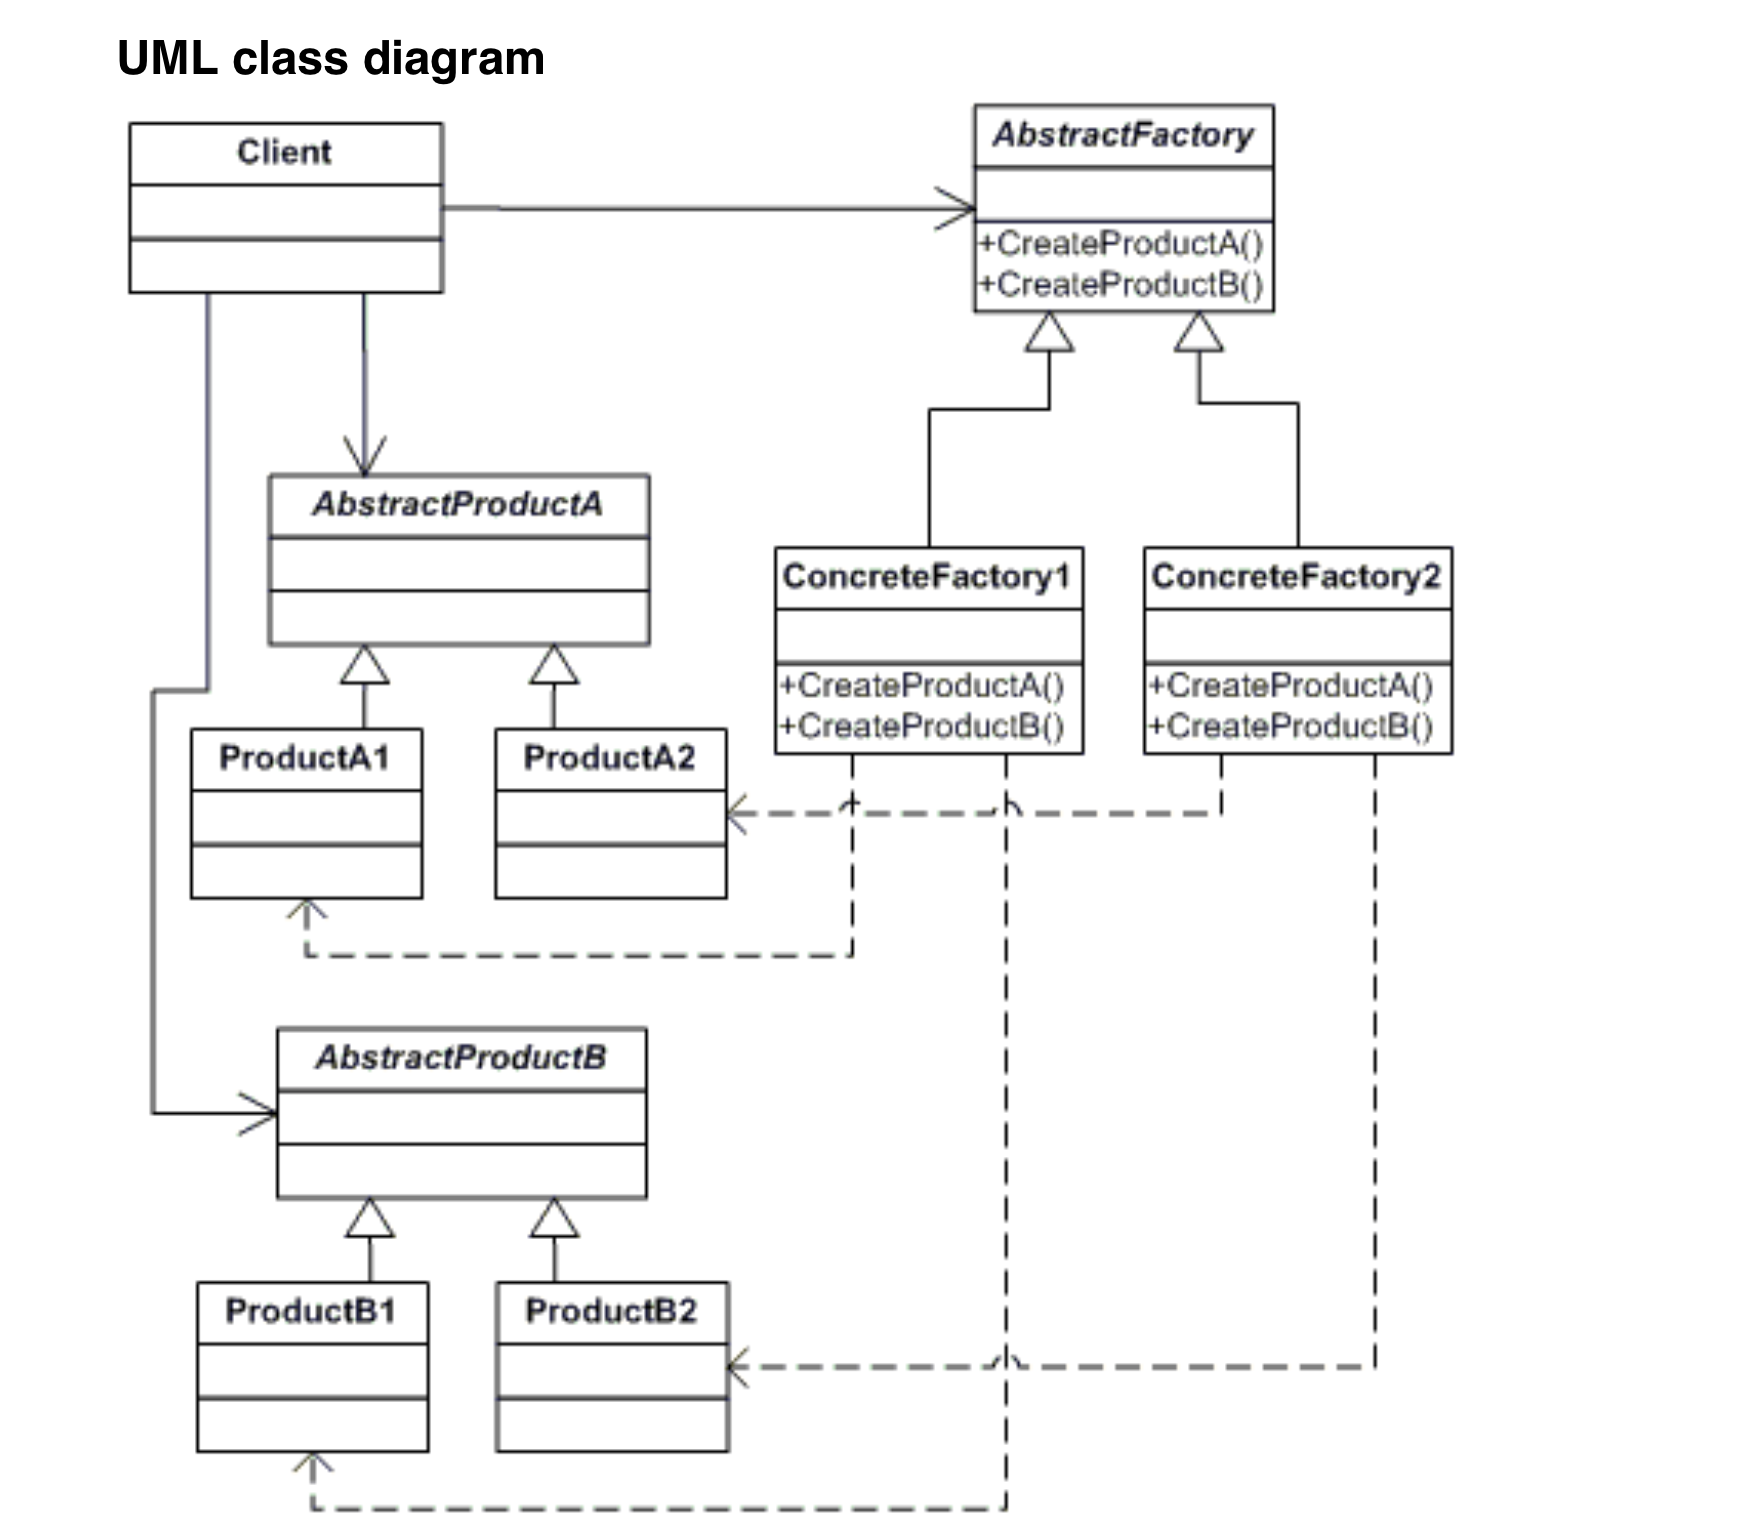 UML class diagram
Client
AbstractFactory
+CreateProductA()
+CreateProductB()
AbstractProductA
ConcreteFactory1
+CreateProductA()
+CreateProductB()
ConcreteFactory2
+CreateProductA()
+CreateProductB()
ProductA1
ProductA2
AbstractProductB
ProductB1
ProductB2